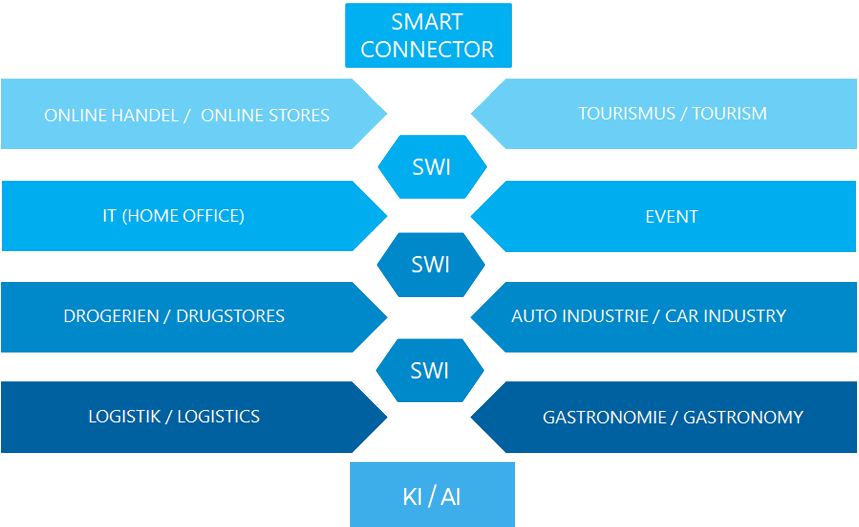 SMART
CONNECTOR
ONLINE HANDEL / ONLINE STORES
TOURISMUS / TOURISM
SWI
IT (HOME OFFICE)
EVENT
SWI
DROGERIEN / DRUGSTORES
AUTO INDUSTRIE / CAR INDUSTRY
SWI
LOGISTIK / LOGISTICS
GASTRONOMIE / GASTRONOMY
KI / AI